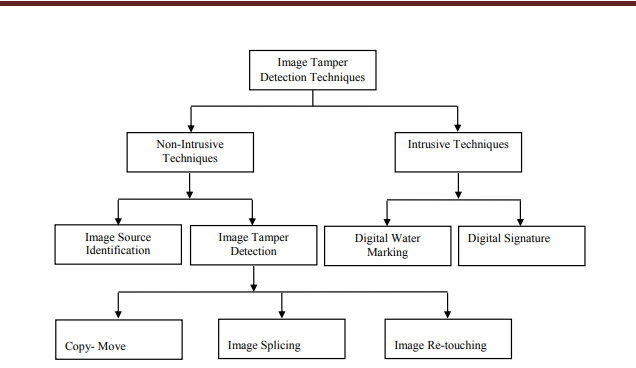 Image Tamper
Detection Techniques
Non-Intrusive
Techniques
Intrusive Techniques
Image Source
Identification
Image Tamper
Detection
Digital Water
Marking
Digital Signature
Copy- Move
Image Splicing
Image Re-touching